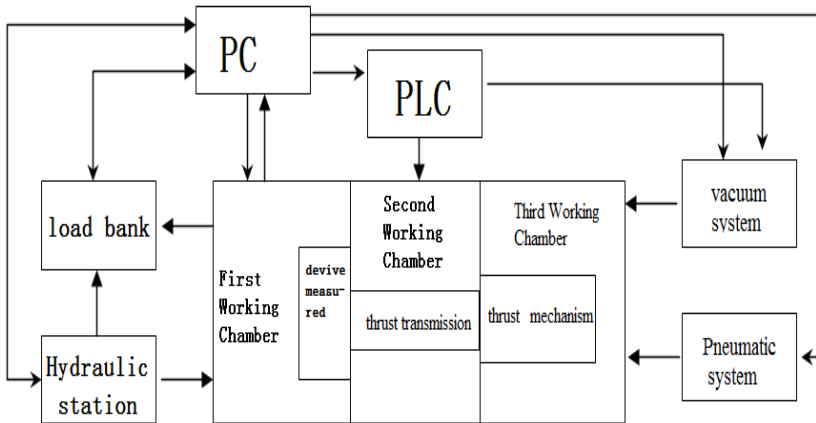 PC
PLC
load bank
Hydraulic
station
First
Working
Chamber
devive
measu-
red
Second
Working
Chamber
thrust transmission
Third Working
Chamber
thrust mechanism
vacuum
system
Pneumatic
system